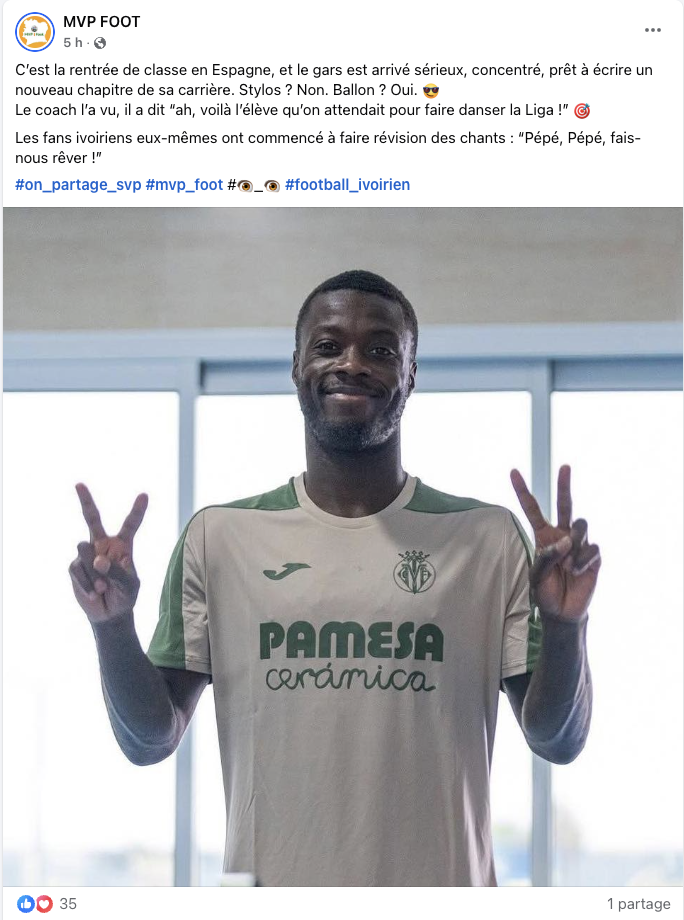 MVP FOOT
5 h ·
C’est la rentrée de classe en Espagne, et le gars est arrivé sérieux, concentré, prêt à écrire un
nouveau chapitre de sa carrière. Stylos ? Non. Ballon ? Oui. 😎
Le coach l’a vu, il a dit “ah, voilà l’élève qu’on attendait pour faire danser la Liga !” 🎯
Les fans ivoiriens eux-mêmes ont commencé à faire révision des chants : “Pépé, Pépé, fais-
nous rêver !”
#on_partage_svp #mvp_foot #👁️_👁️ #football_ivoirien
PAMESA
cerámica
35
1 partage